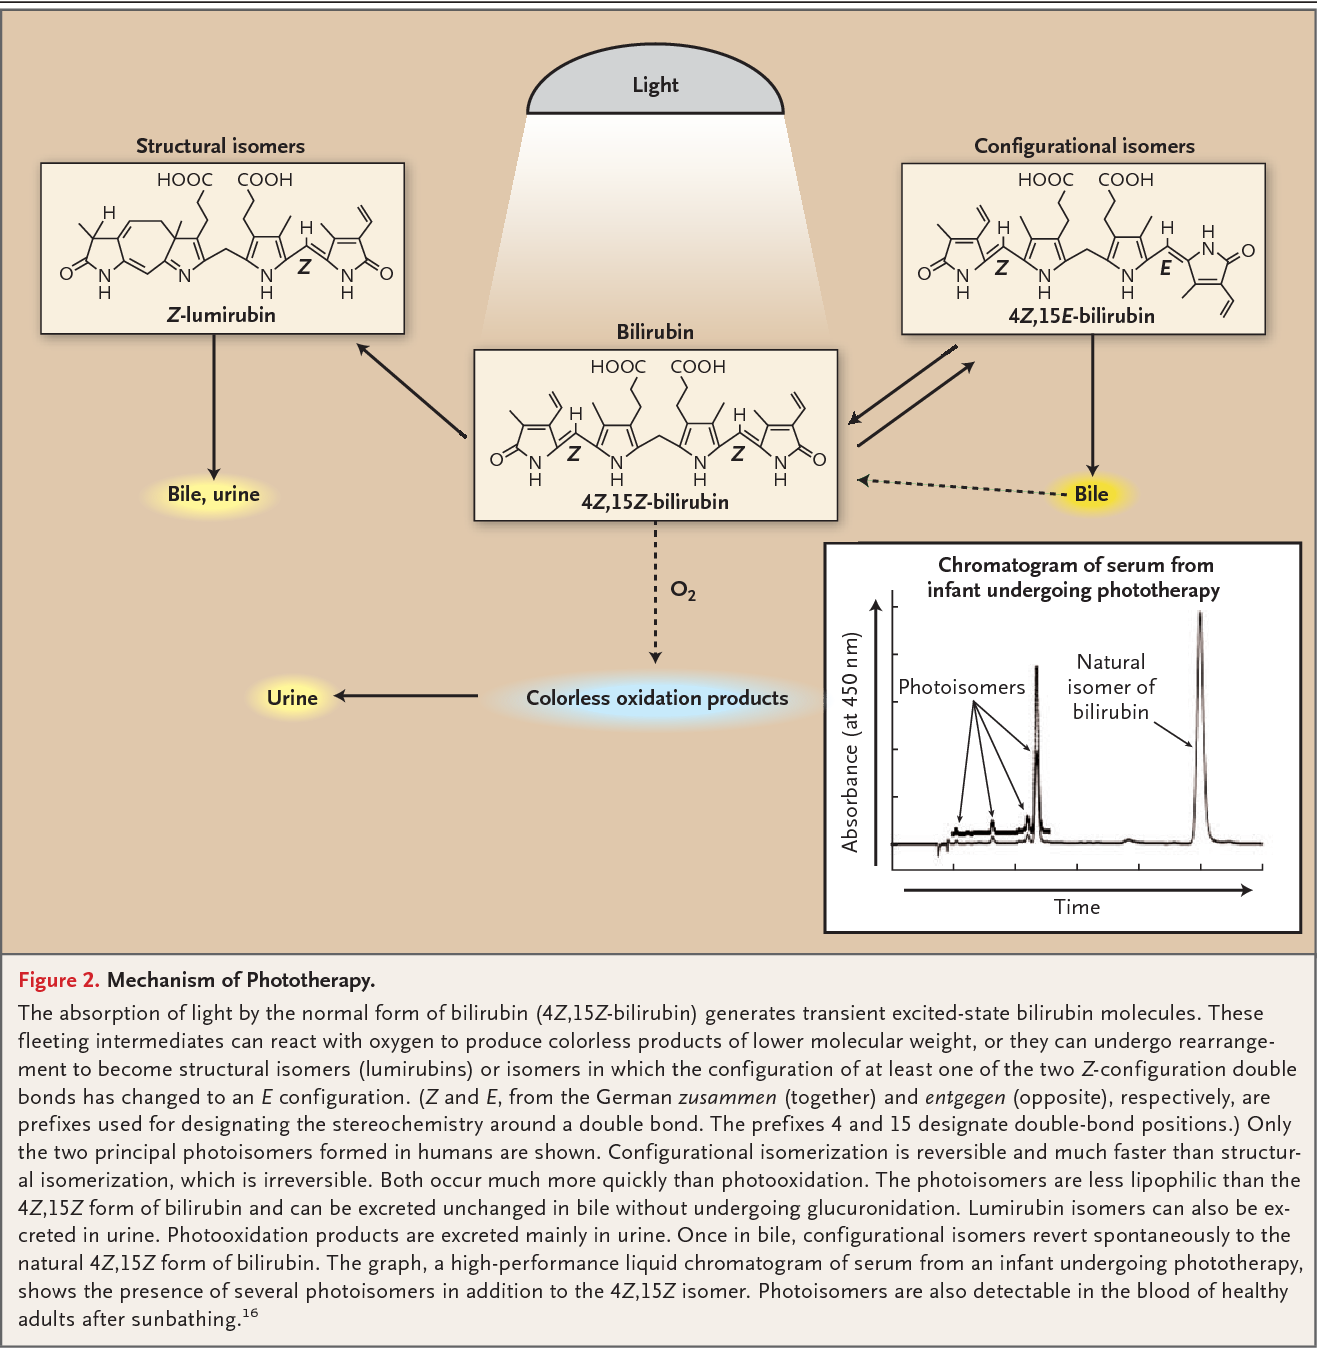 Light
Structural isomers
HOOC COOH
H
H
Z
O
N
H
N
N
H
N
H
O
Z-lumirubin
Configurational isomers
HOOC COOH
H
H
H
N
O
Z
E
O
N
H
N
H
N
H
4Z,15E-bilirubin
Bilirubin
HOOC COOH
H
H
Z
Z
O
N
H
N
H
N
H
N
H
O
4Z,15Z-bilirubin
Bile, urine
Bile
O2
Urine
Colorless oxidation products
Chromatogram of serum from
infant undergoing phototherapy
Absorbance (at 450 nm)
Photoisomers
Natural
isomer of
bilirubin
Time
Figure 2. Mechanism of Phototherapy.
The absorption of light by the normal form of bilirubin (4Z,15Z-bilirubin) generates transient excited-state bilirubin molecules. These
fleeting intermediates can react with oxygen to produce colorless products of lower molecular weight, or they can undergo rearrange-
ment to become structural isomers (lumirubins) or isomers in which the configuration of at least one of the two Z-configuration double
bonds has changed to an E configuration. (Z and E, from the German zusammen (together) and entgegen (opposite), respectively, are
prefixes used for designating the stereochemistry around a double bond. The prefixes 4 and 15 designate double-bond positions.) Only
the two principal photoisomers formed in humans are shown. Configurational isomerization is reversible and much faster than structur-
al isomerization, which is irreversible. Both occur much more quickly than photooxidation. The photoisomers are less lipophilic than the
4Z,15Z form of bilirubin and can be excreted unchanged in bile without undergoing glucuronidation. Lumirubin isomers can also be ex-
creted in urine. Photooxidation products are excreted mainly in urine. Once in bile, configurational isomers revert spontaneously to the
natural 4Z,15Z form of bilirubin. The graph, a high-performance liquid chromatogram of serum from an infant undergoing phototherapy,
shows the presence of several photoisomers in addition to the 4Z,15Z isomer. Photoisomers are also detectable in the blood of healthy
adults after sunbathing.16